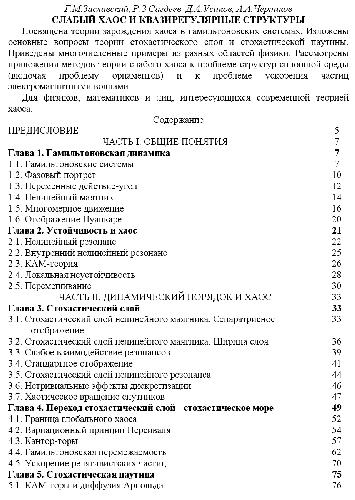 Г.М.Заславский, Р.З.Сагдеев, Д.А.Усиков, А.А.Черников
СЛАБЫЙ ХАОС И КВАЗИРЕГУЛЯРНЫЕ СТРУКТУРЫ
Посвящена теории зарождения хаоса в гамильтоновских системах. Изложены
основные вопросы теории стохастического слоя и стохастической паутины.
Приведены многочисленные примеры из разных областей физики. Рассмотрены
приложения методов теории слабого хаоса к проблеме структурирования среды
(включая проблему орнаментов) и к проблеме ускорения частиц
электромагнитными волнами.
Для физиков, математиков и лиц, интересующихся современной теорией
хаоса.
Содержание
ПРЕДИСЛОВИЕ 5
ЧАСТЬ I. ОБЩИЕ ПОНЯТИЯ 7
Глава 1. Гамильтоновская динамика 7
1.1. Гамильтоновские системы 7
1.2. Фазовый портрет 10
1.3. Переменные действие-угол 12
1.4. Нелинейный маятник 14
1.5. Многомерное движение 16
1.6. Отображение Пуанкаре 20
Глава 2. Устойчивость и хаос 21
2.1. Нелинейный резонанс 22
2.2. Внутренний нелинейный резонанс 25
2.3. КАМ-теория 26
2.4. Локальная неустойчивость 28
2.5. Перемешивание 30
ЧАСТЬ II. ДИНАМИЧЕСКИЙ ПОРЯДОК И ХАОС 33
Глава 3. Стохастический слой 33
3.1. Стохастический слой нелинейного маятника. Сепаратрисное 33
отображение
3.2. Стохастический слой нелинейного маятника. Ширина слоя 36
3.3. Слабое взаимодействие резонансов 39
3.4. Стандартное отображение 41
3.5. Стохастический слой нелинейного резонанса 44
3.6. Нетривиальные эффекты дискретизации 46
3.7. Хаотическое вращение спутников 47
Глава 4. Переход стохастический слой - стохастическое море 49
4.1. Граница глобального хаоса 52
4.2. Вариационный принцип Персиваля 54
4.3. Кантор-торы 57
4.4. Гамильтоновская перемежаемость 62
4.5. Ускорение релятивистских частиц 70
Глава 5. Стохастическая паутина 75
5.1. КАМ-торы и диффузия Арнольда 76